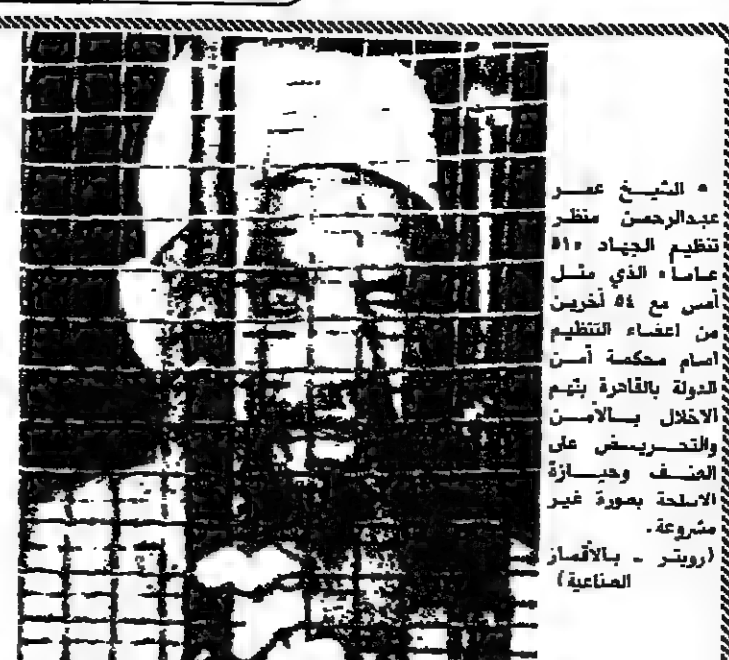 • الشيخ عمر
عبدالرحمن منظر
تنظيم الجهاد «٥١
عاما» الذي مثل
أمس مع ٥٤ آخرين
من اعضاء التنظيم
امام محكمة أمن
الدولة بالقاهرة بتهم
الاخلال بالأمن
والتحريض على
العنف وحيازة
الاسلحة بصورة غير
مشروعة.
(رويتر - بالأقمار
الصناعية)